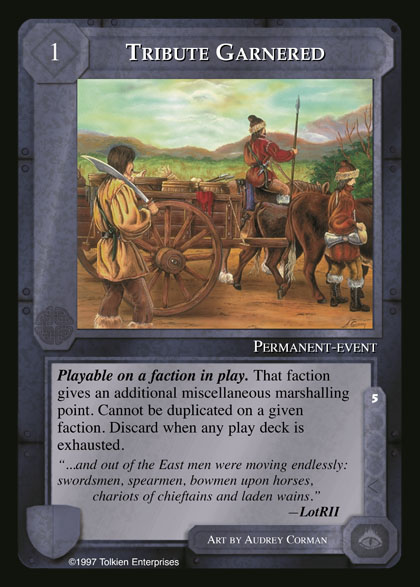 1
TRIBUTE GARNERED
PERMANENT-EVENT
Playable on a faction in play. That faction
gives an additional miscellaneous marshalling
point. Cannot be duplicated on a given
faction. Discard when any play deck is
exhausted.
5
“...and out of the East men were moving endlessly:
swordsmen, spearmen, bowmen upon horses,
chariots of chieftains and laden wains.”
—LotRII
ART BY AUDREY CORMAN
©1997 Tolkien Enterprises